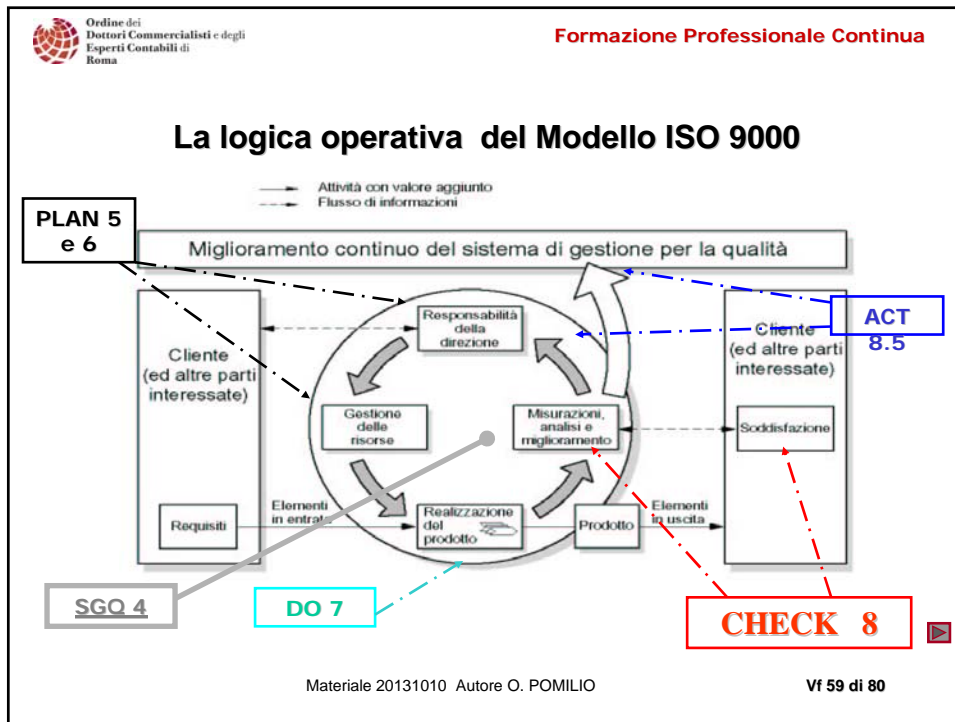 Ordine dei
Dottori Commercialisti e degli
Esperti Contabili di
Roma
Formazione Professionale Continua
La logica operativa del Modello ISO 9000
Attività con valore aggiunto
Flusso di informazioni
PLAN 5
e 6
Miglioramento continuo del sistema di gestione per la qualità
ACT
8.5
Cliente
(ed altre parti
interessate)
Responsabilità
della
direzione
Cliente
(ed altre parti
interessate)
Gestione
delle
risorse
Misurazioni,
analisi e
miglioramento
Soddisfazione
Requisiti
Elementi
in entrata
Realizzazione
del
prodotto
Prodotto
Elementi
in uscita
SGQ 4
DO 7
CHECK 8
Materiale 20131010 Autore O. POMILIO
Vf 59 di 80